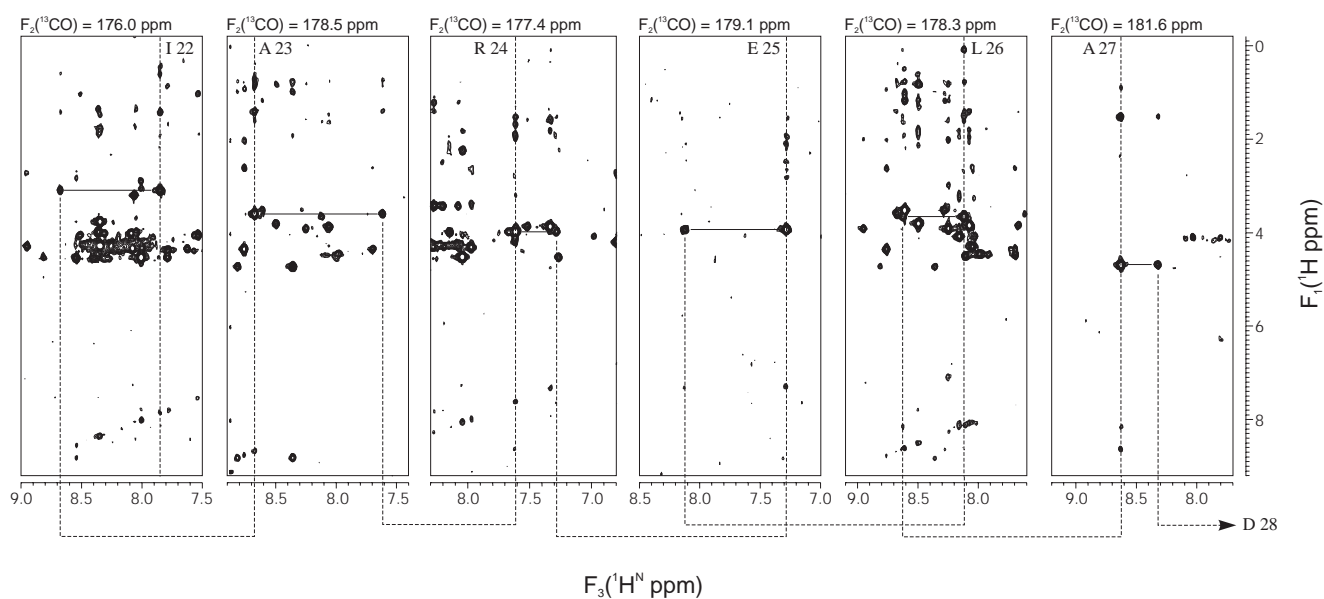 F₂(¹³CO) = 176.0 ppm F₂(¹³CO) = 178.5 ppm F₂(¹³CO) = 177.4 ppm F₂(¹³CO) = 179.1 ppm F₂(¹³CO) = 178.3 ppm F₂(¹³CO) = 181.6 ppm
I 22 A 23 R 24 E 25 L 26 A 27
0
2
4
6
8
F₁(¹H ppm)
9.0 8.5 8.0 7.5 8.5 8.0 7.5 8.0 7.5 7.0 8.5 8.0 7.5 7.0 9.0 8.5 8.0 9.0 8.5 8.0
D 28
F₃(¹Hᴺ ppm)